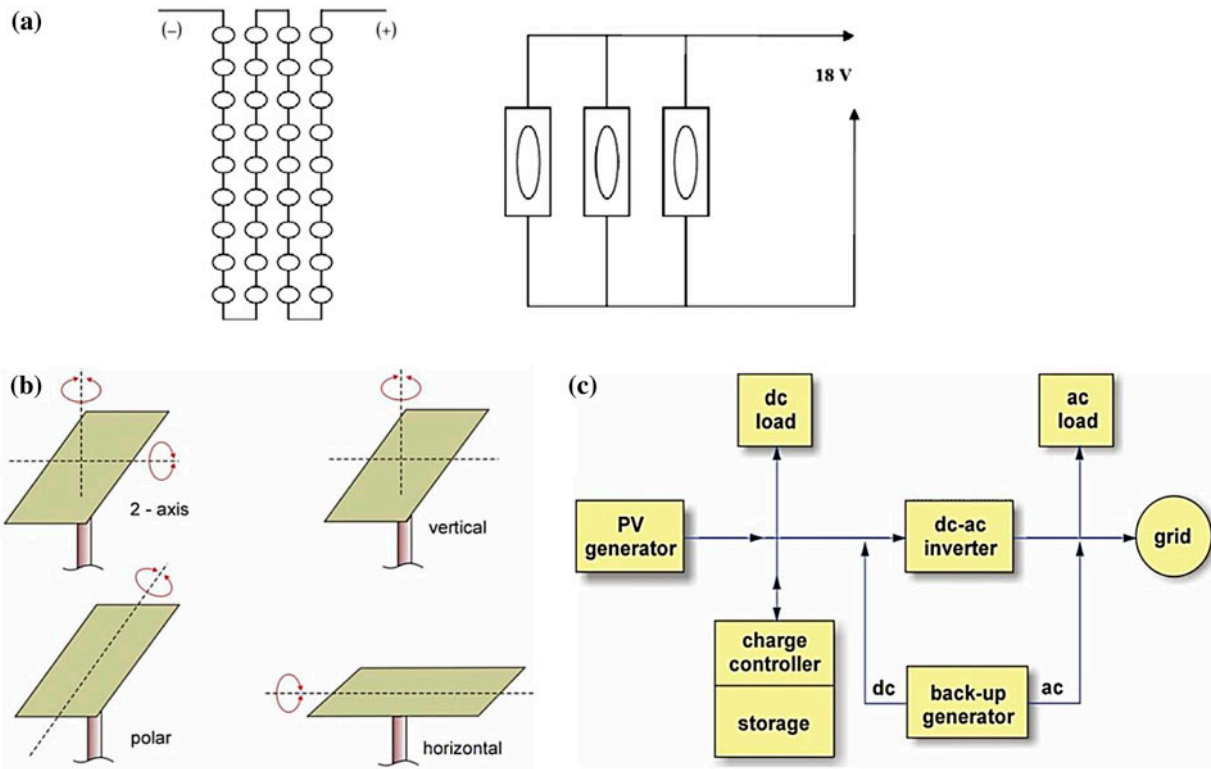 (a)
(−)
(+)
18 V
(b)
2 - axis
vertical
polar
horizontal
(c)
dc
load
ac
load
PV
generator
dc-ac
inverter
grid
charge
controller
storage
dc
back-up
generator
ac